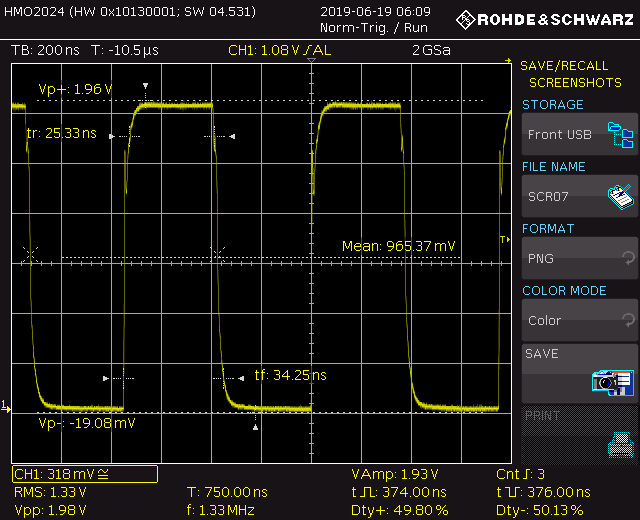 HMO2024 (HW 0x10130001; SW 04.531)
2019-06-19 06:09
Norm-Trig. / Run
ROHDE&SCHWARZ
TB: 200 ns T: -10.5 µs CH1: 1.08 V / AL 2 GSa
SAVE/RECALL
SCREENSHOTS
STORAGE
Front USB
FILE NAME
SCR07
FORMAT
PNG
COLOR MODE
Color
SAVE
PRINT
Vp+: 1.96 V
tr: 25.33 ns
T
Mean: 965.37 mV
tf: 34.25 ns
1
Vp-: -19.08 mV
CH1: 318 mV ≅
VAmp: 1.93 V
Cnt: 3
RMS: 1.33 V
T: 750.00 ns
t: 374.00 ns
t: 376.00 ns
Vpp: 1.98 V
f: 1.33 MHz
Dty+: 49.80 %
Dty-: 50.13 %